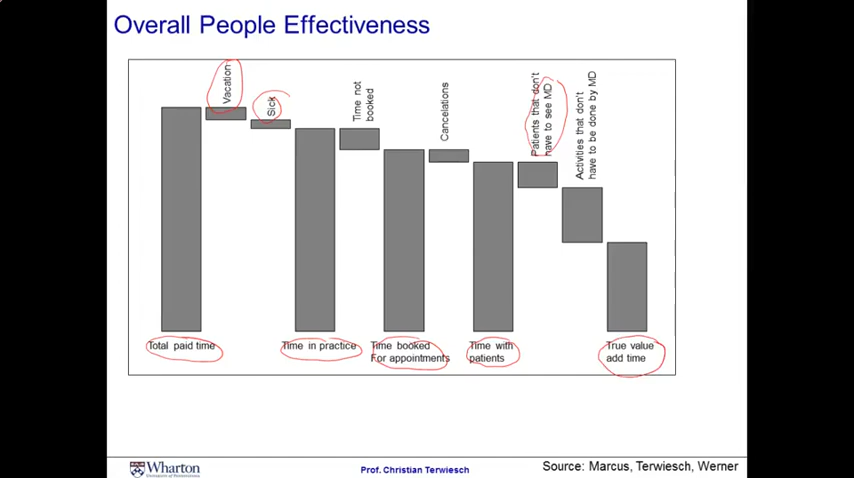 Overall People Effectiveness
Vacation
Sick
Time not
booked
Cancelations
Patients that don't
have to see MD
Activities that don't
have to be done by MD
Total paid time
Time in practice
Time booked
For appointments
Time with
patients
True value
add time
Wharton
Prof. Christian Terwiesch
Source: Marcus, Terwiesch, Werner